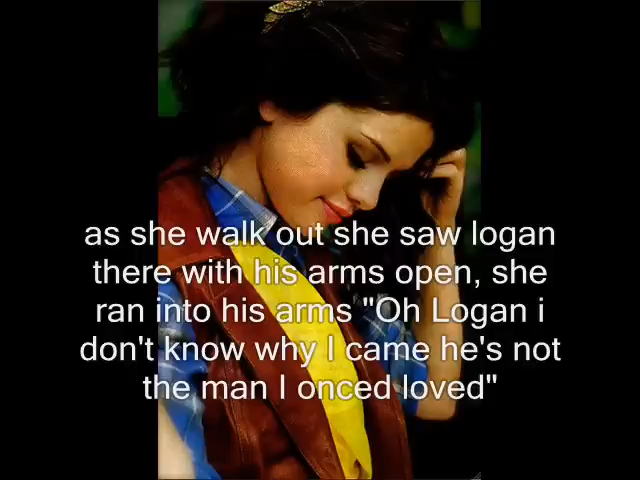 as she walk out she saw logan
there with his arms open, she
ran into his arms "Oh Logan i
don't know why I came he's not
the man I onced loved"